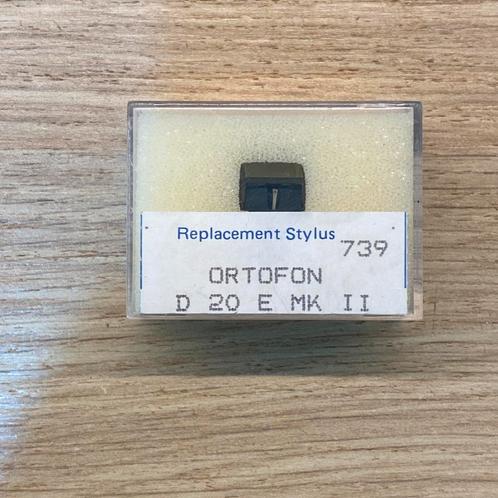 Replacement Stylus
739
ORTOFON
D 20 E MK II